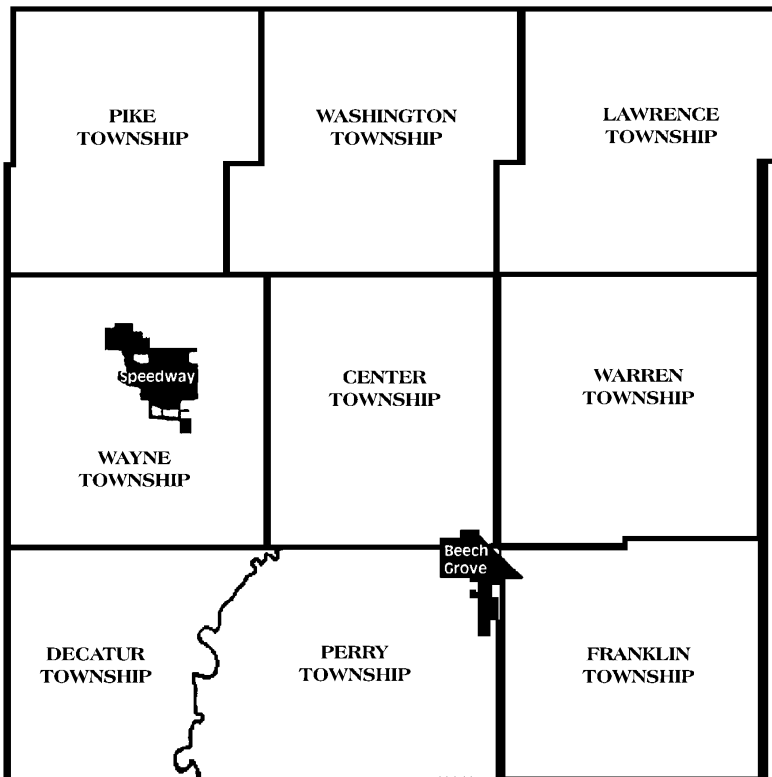 PIKE
TOWNSHIP
WASHINGTON
TOWNSHIP
LAWRENCE
TOWNSHIP
Speedway
WAYNE
TOWNSHIP
CENTER
TOWNSHIP
WARREN
TOWNSHIP
Beech
Grove
DECATUR
TOWNSHIP
PERRY
TOWNSHIP
FRANKLIN
TOWNSHIP